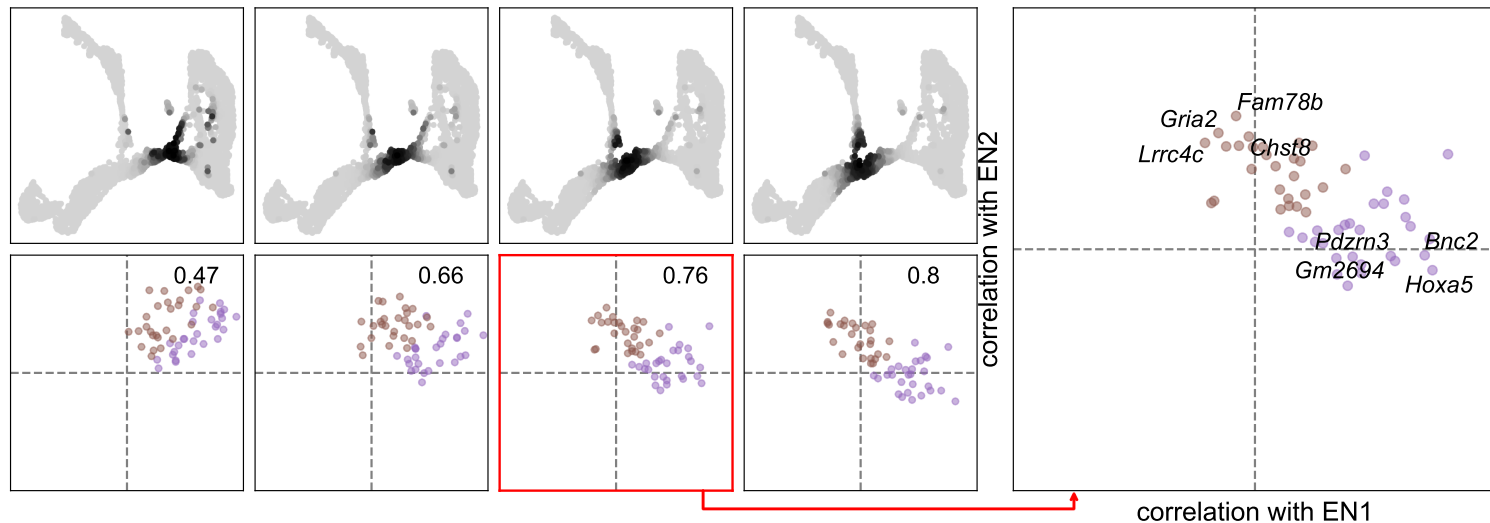 0.47
0.66
0.76
0.8
correlation with EN2
Fam78b
Gria2
Chst8
Lrrc4c
Pdzrn3
Bnc2
Gm2694
Hoxa5
correlation with EN1